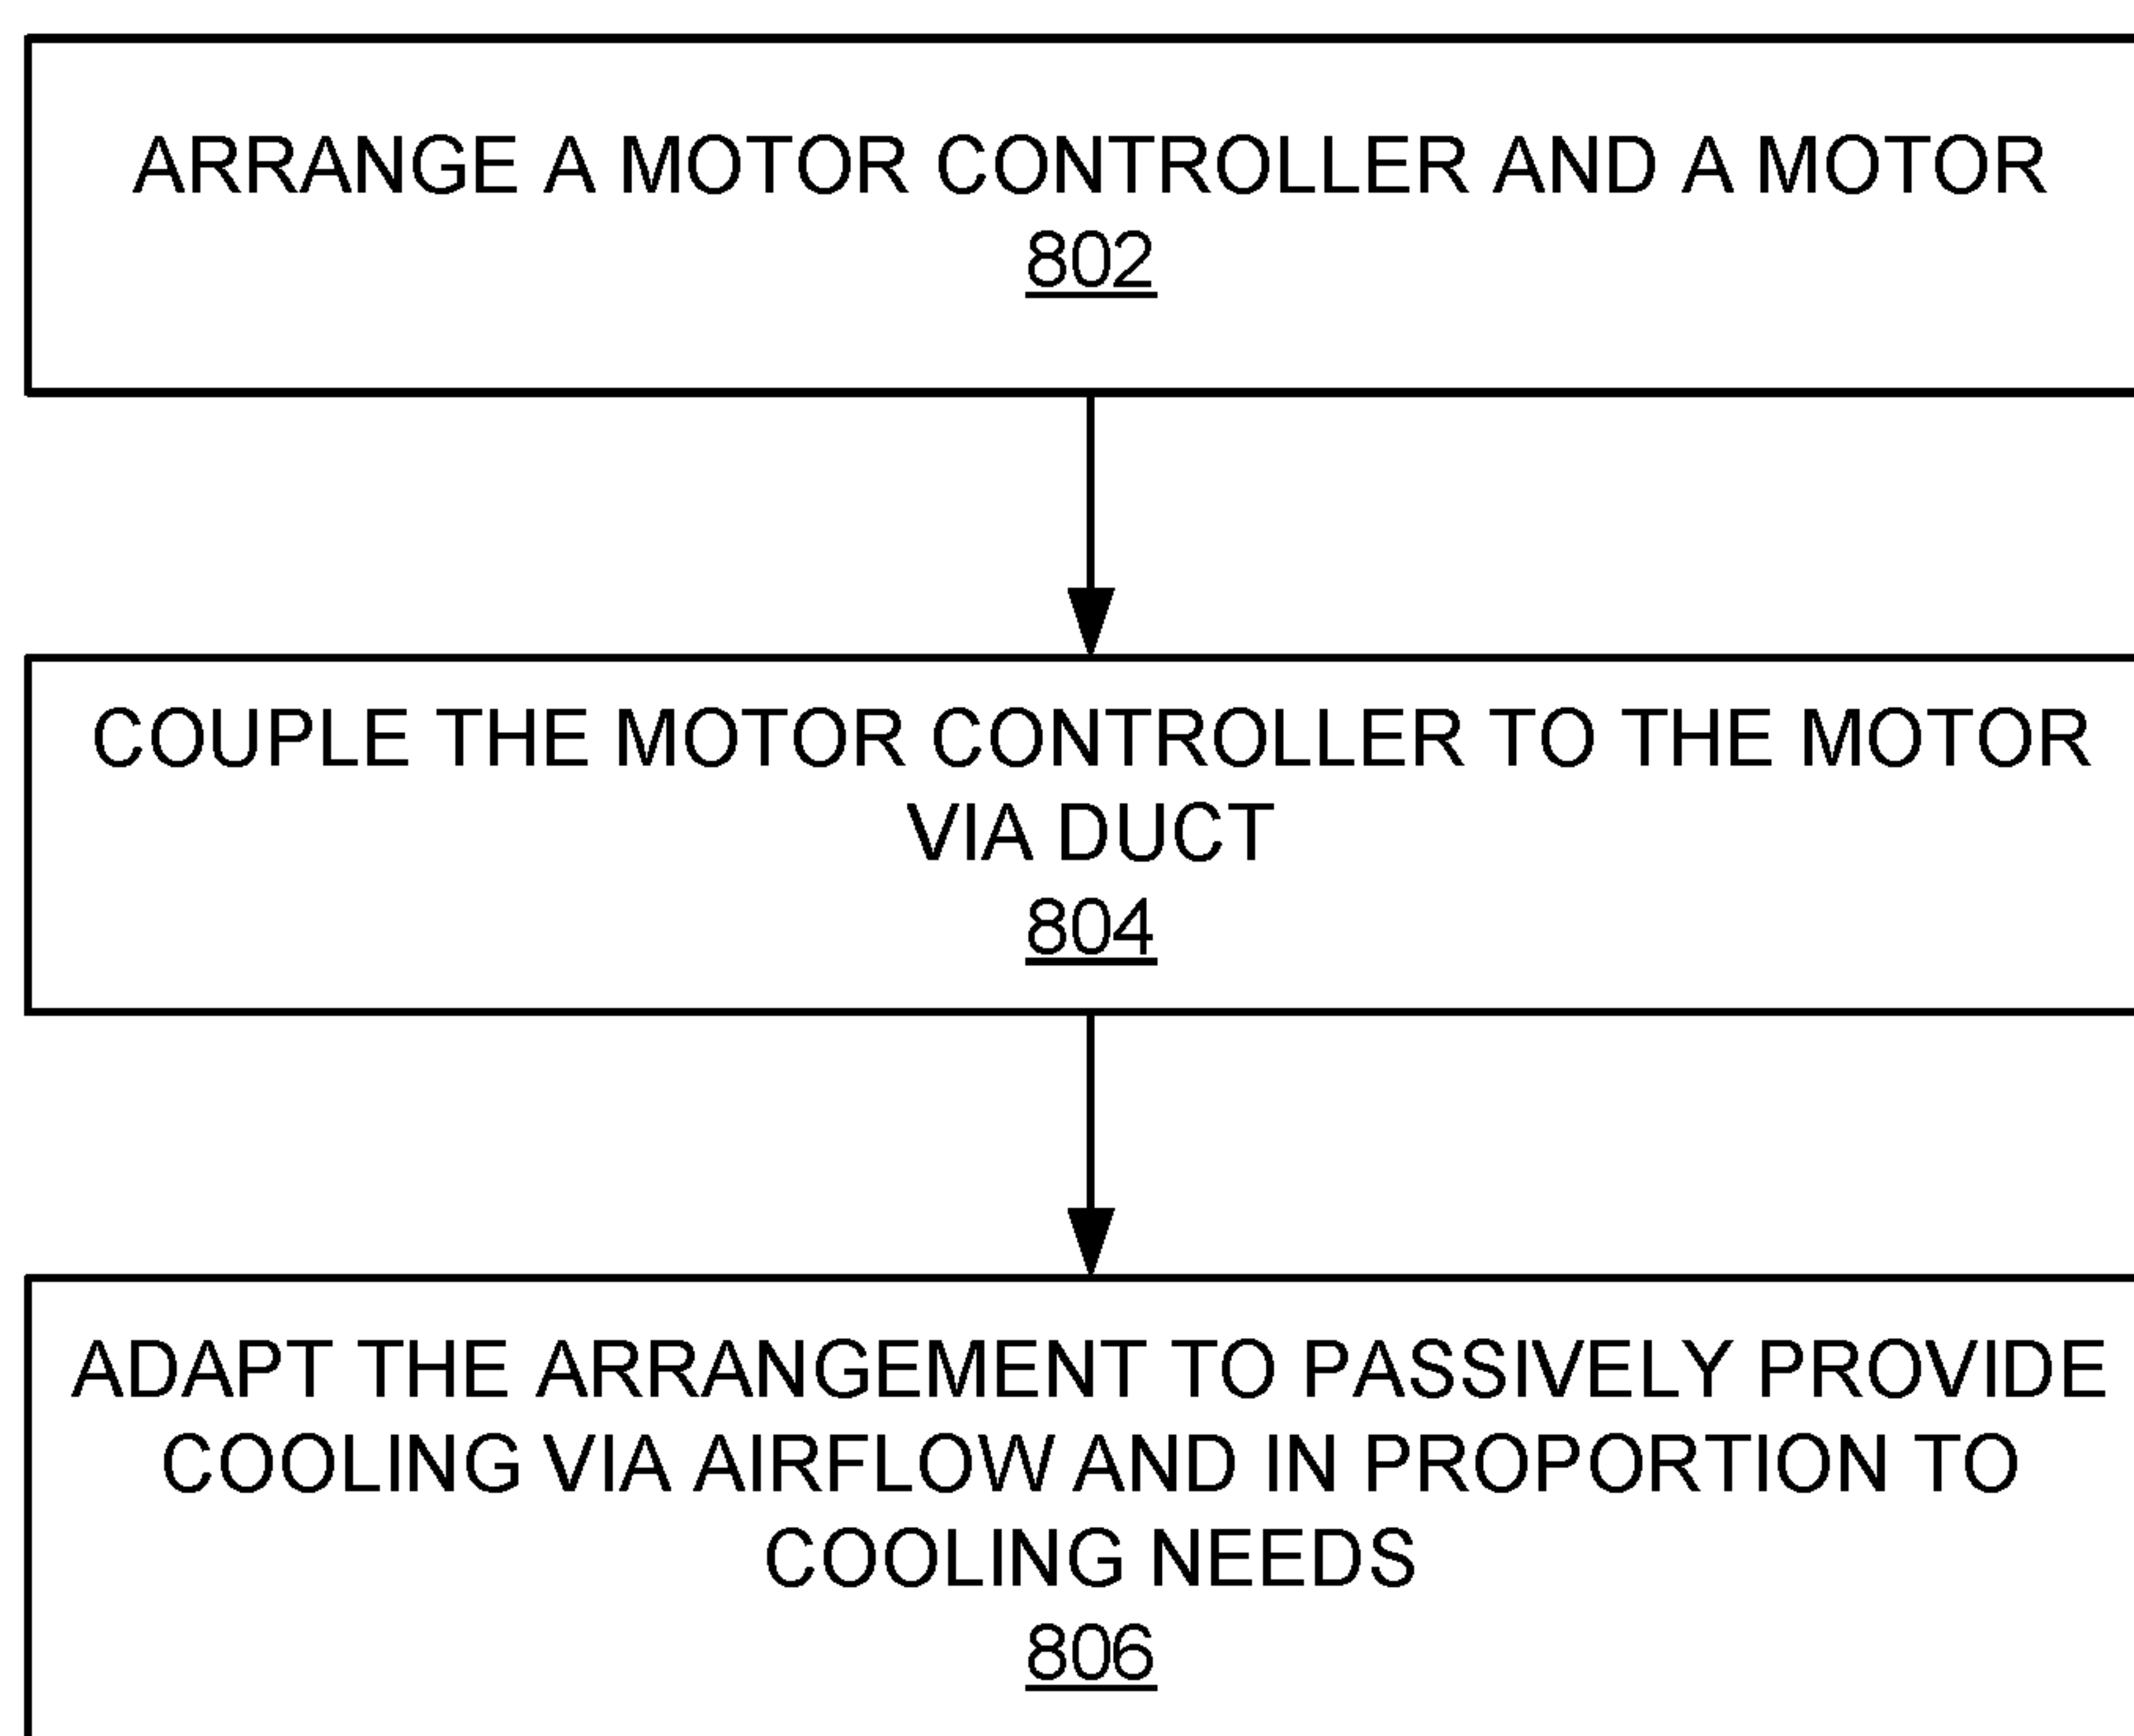 ARRANGE A MOTOR CONTROLLER AND A MOTOR
802
COUPLE THE MOTOR CONTROLLER TO THE MOTOR
VIA DUCT
804
ADAPT THE ARRANGEMENT TO PASSIVELY PROVIDE
COOLING VIA AIRFLOW AND IN PROPORTION TO
COOLING NEEDS
806